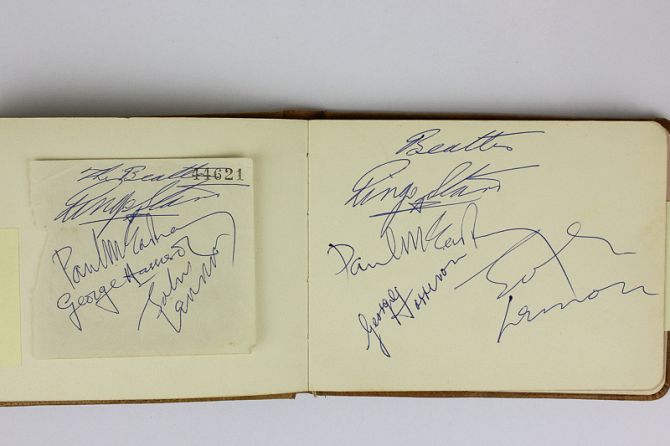 The Beatles
44621
Ringo Starr
Paul McCartney
George Harrison
John
Lennon
Beatles
Ringo Starr
Paul McCartney
George
Harrison
John
Lennon